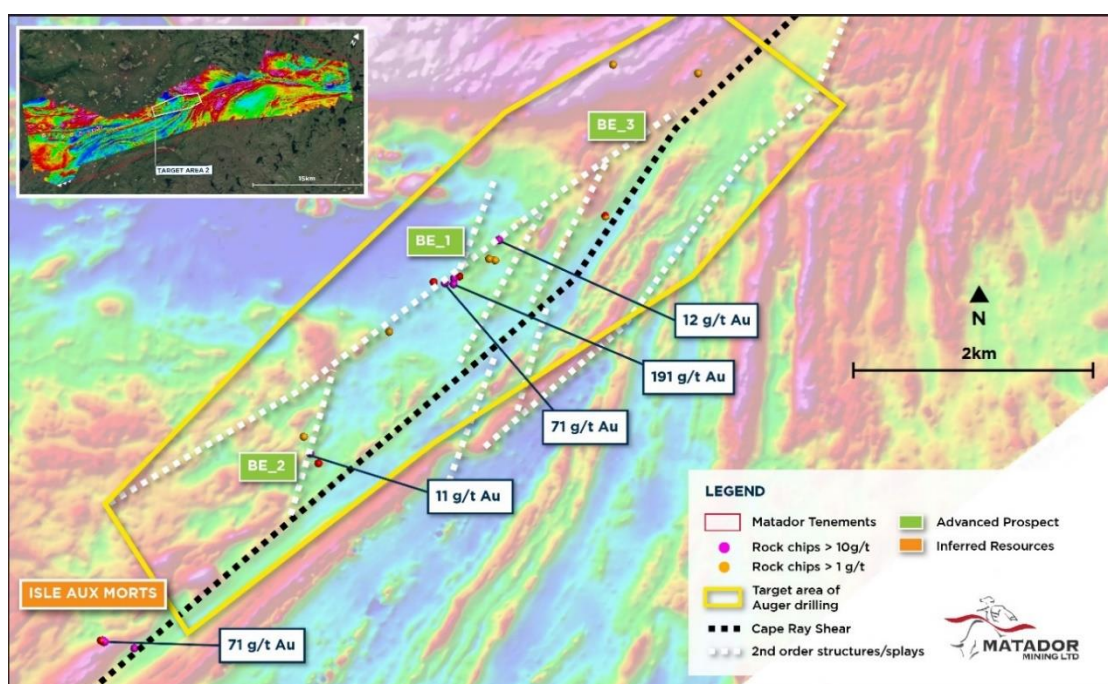 TARGET AREA 2
15km
BE_3
BE_1
12 g/t Au
N
2km
191 g/t Au
71 g/t Au
BE_2
11 g/t Au
ISLE AUX MORTS
71 g/t Au
LEGEND
Matador Tenements
Rock chips > 10g/t
Rock chips > 1 g/t
Target area of
Auger drilling
Cape Ray Shear
2nd order structures/splays
Advanced Prospect
Inferred Resources
MATADOR
MINING LTD